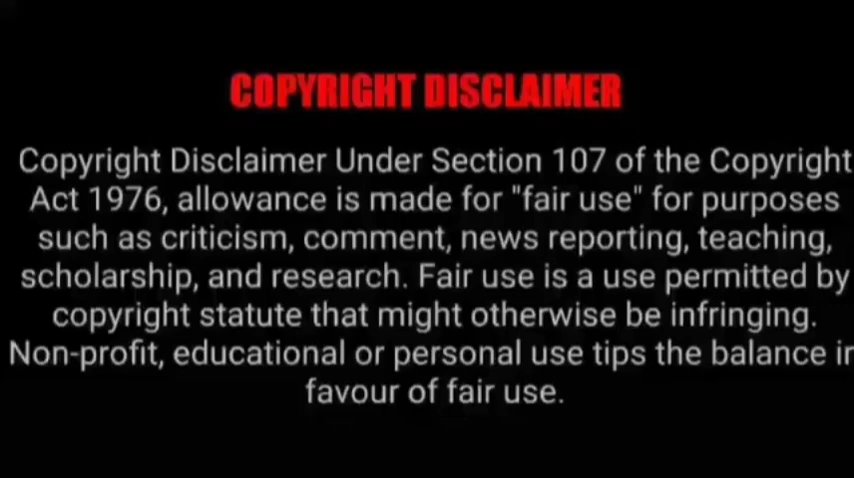 COPYRIGHT DISCLAIMER
Copyright Disclaimer Under Section 107 of the Copyright
Act 1976, allowance is made for "fair use" for purposes
such as criticism, comment, news reporting, teaching,
scholarship, and research. Fair use is a use permitted by
copyright statute that might otherwise be infringing.
Non-profit, educational or personal use tips the balance in
favour of fair use.